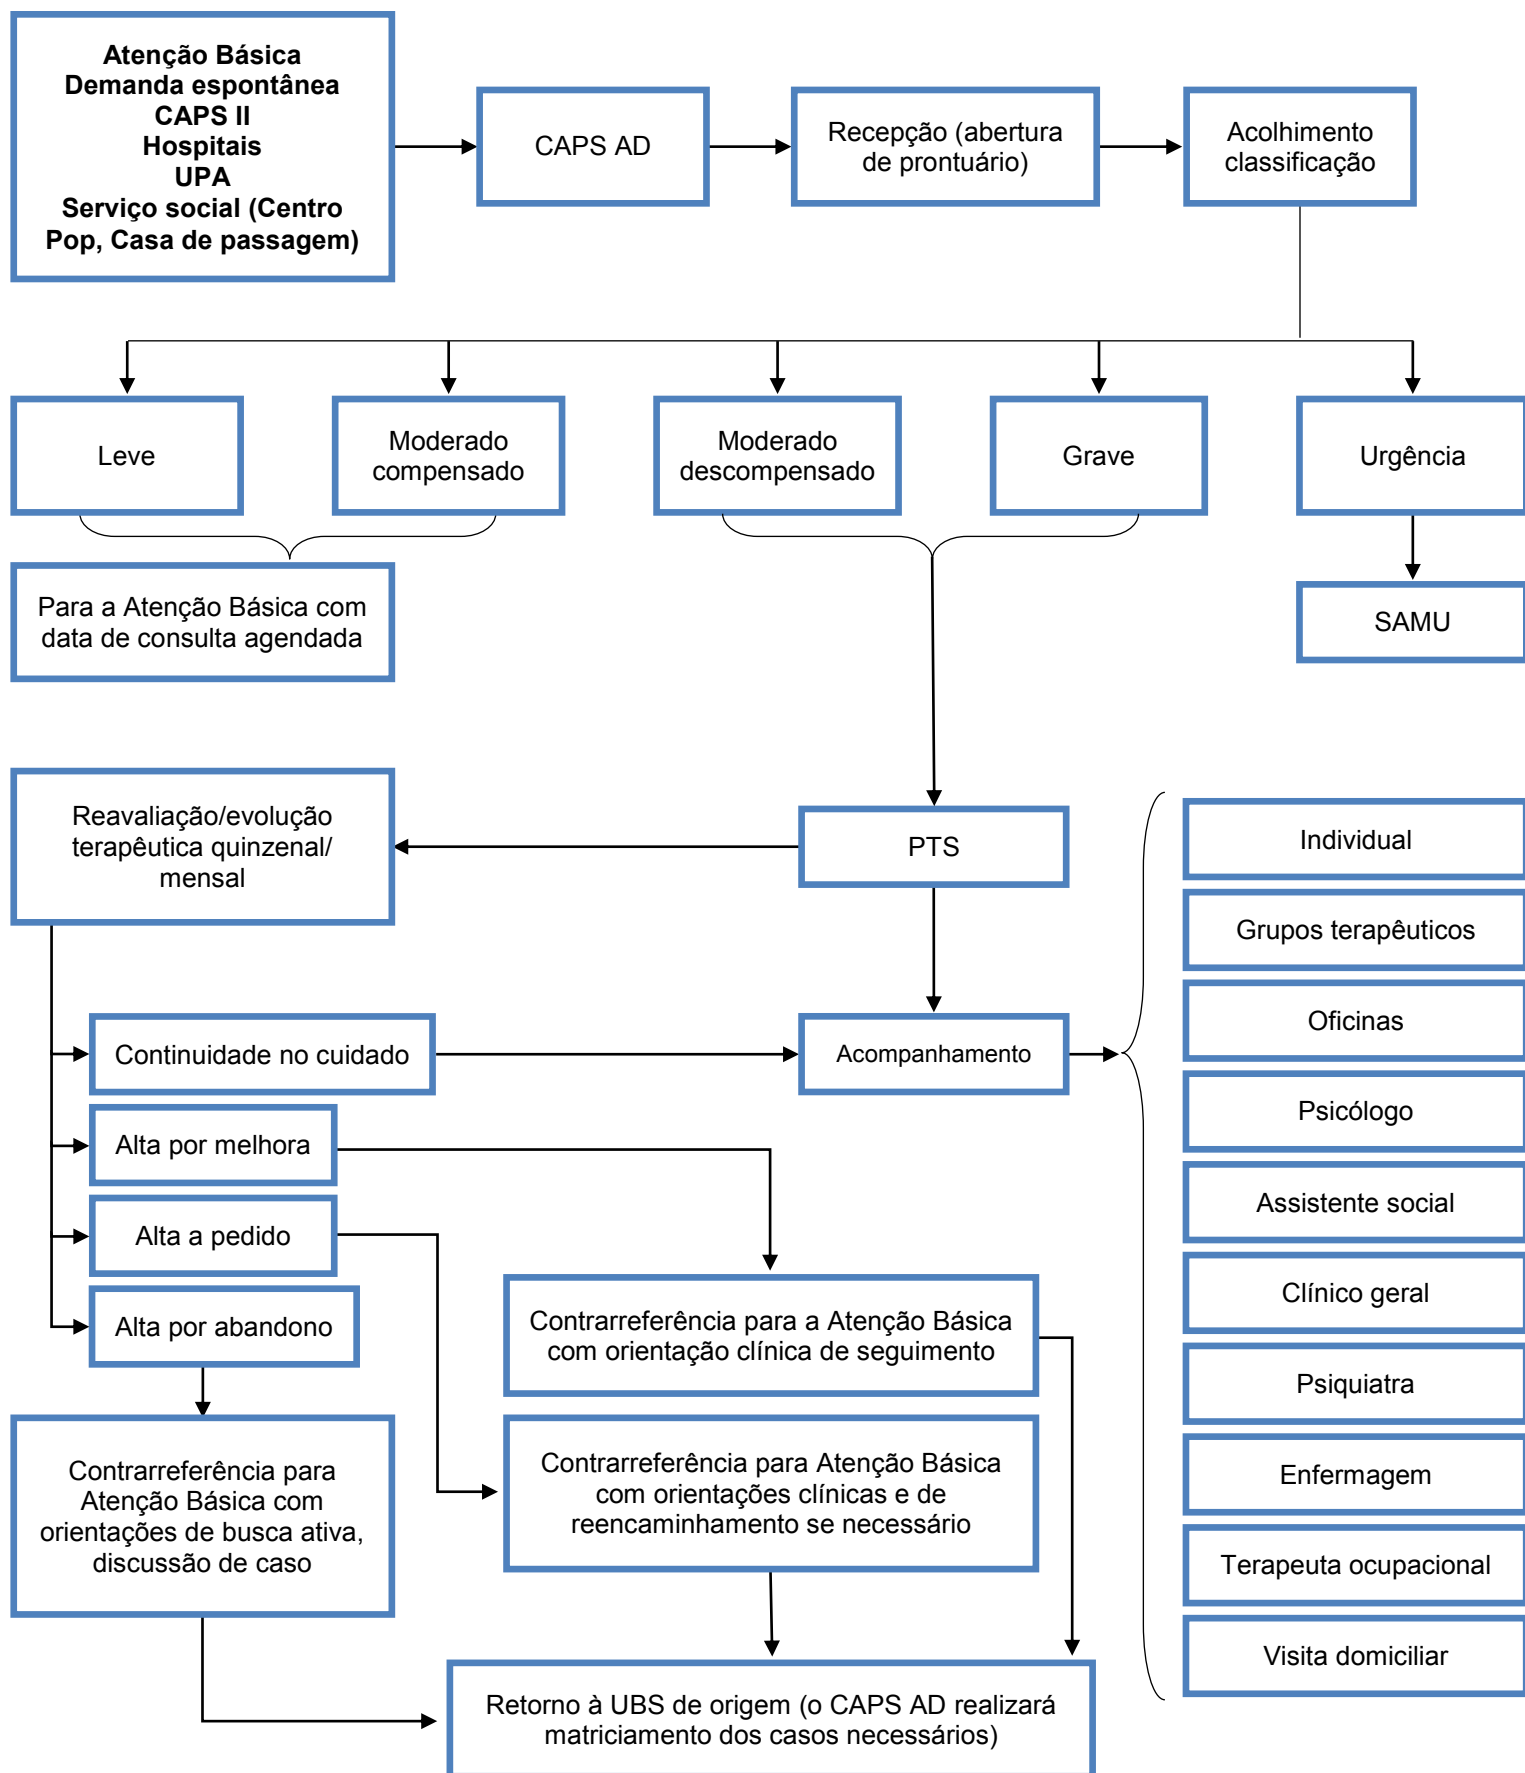 Atenção Básica
Demanda espontânea
CAPS II
Hospitais
UPA
Serviço social (Centro
Pop, Casa de passagem)
CAPS AD
Recepção (abertura
de prontuário)
Acolhimento
classificação
Leve
Moderado
compensado
Moderado
descompensado
Grave
Urgência
Para a Atenção Básica com
data de consulta agendada
SAMU
Reavaliação/evolução
terapêutica quinzenal/
mensal
PTS
Continuidade no cuidado
Acompanhamento
Alta por melhora
Alta a pedido
Alta por abandono
Contrarreferência para a Atenção Básica
com orientação clínica de seguimento
Contrarreferência para Atenção Básica
com orientações clínicas e de
reencaminhamento se necessário
Contrarreferência para
Atenção Básica com
orientações de busca ativa,
discussão de caso
Retorno à UBS de origem (o CAPS AD realizará
matriciamento dos casos necessários)
Individual
Grupos terapêuticos
Oficinas
Psicólogo
Assistente social
Clínico geral
Psiquiatra
Enfermagem
Terapeuta ocupacional
Visita domiciliar